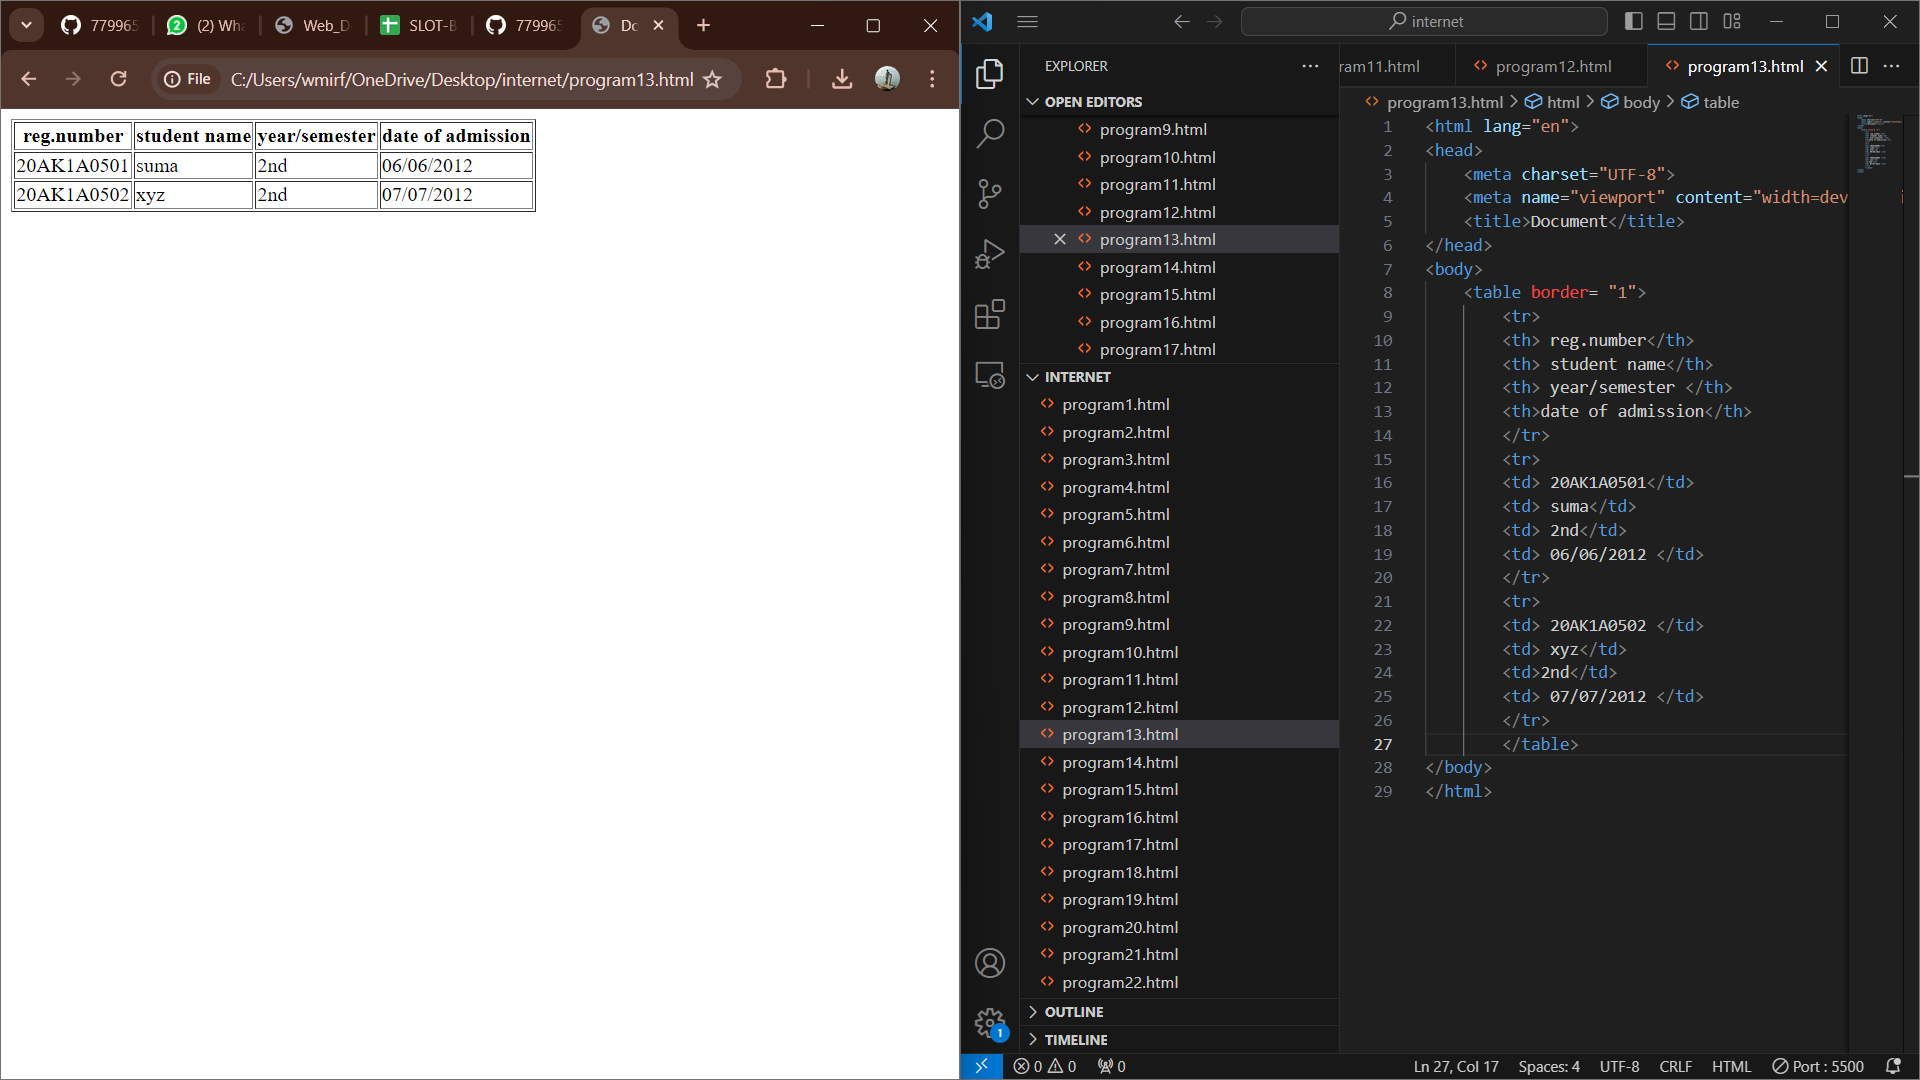 779965
(2) Wha
Web_D
SLOT-B
779965
Do
File
C:/Users/wmirf/OneDrive/Desktop/internet/program13.html
reg.number student name year/semester date of admission
20AK1A0501 suma 2nd 06/06/2012
20AK1A0502 xyz 2nd 07/07/2012
internet
EXPLORER
OPEN EDITORS
program9.html
program10.html
program11.html
program12.html
program13.html
program14.html
program15.html
program16.html
program17.html
INTERNET
program1.html
program2.html
program3.html
program4.html
program5.html
program6.html
program7.html
program8.html
program9.html
program10.html
program11.html
program12.html
program13.html
program14.html
program15.html
program16.html
program17.html
program18.html
program19.html
program20.html
program21.html
program22.html
OUTLINE
TIMELINE
1
ram11.html
program12.html
program13.html
program13.html > html > body > table
1 <html lang="en">
2 <head>
3 <meta charset="UTF-8">
4 <meta name="viewport" content="width=dev
5 <title>Document</title>
6 </head>
7 <body>
8 <table border= "1">
9 <tr>
10 <th> reg.number</th>
11 <th> student name</th>
12 <th> year/semester </th>
13 <th>date of admission</th>
14 </tr>
15 <tr>
16 <td> 20AK1A0501</td>
17 <td> suma</td>
18 <td> 2nd</td>
19 <td> 06/06/2012 </td>
20 </tr>
21 <tr>
22 <td> 20AK1A0502 </td>
23 <td> xyz</td>
24 <td>2nd</td>
25 <td> 07/07/2012 </td>
26 </tr>
27 </table>
28 </body>
29 </html>
0 0 0
Ln 27, Col 17 Spaces: 4 UTF-8 CRLF HTML Port : 5500